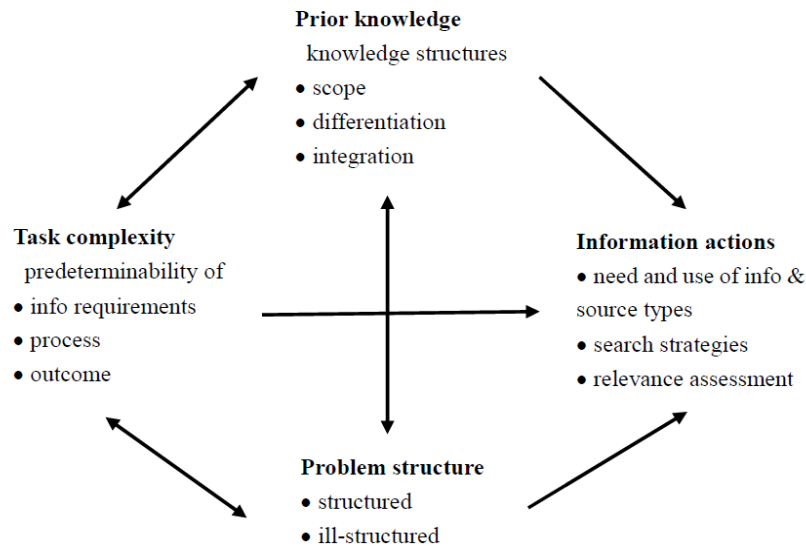 Prior knowledge
knowledge structures
• scope
• differentiation
• integration
Task complexity
predeterminability of
• info requirements
• process
• outcome
Information actions
• need and use of info &
source types
• search strategies
• relevance assessment
Problem structure
• structured
• ill-structured